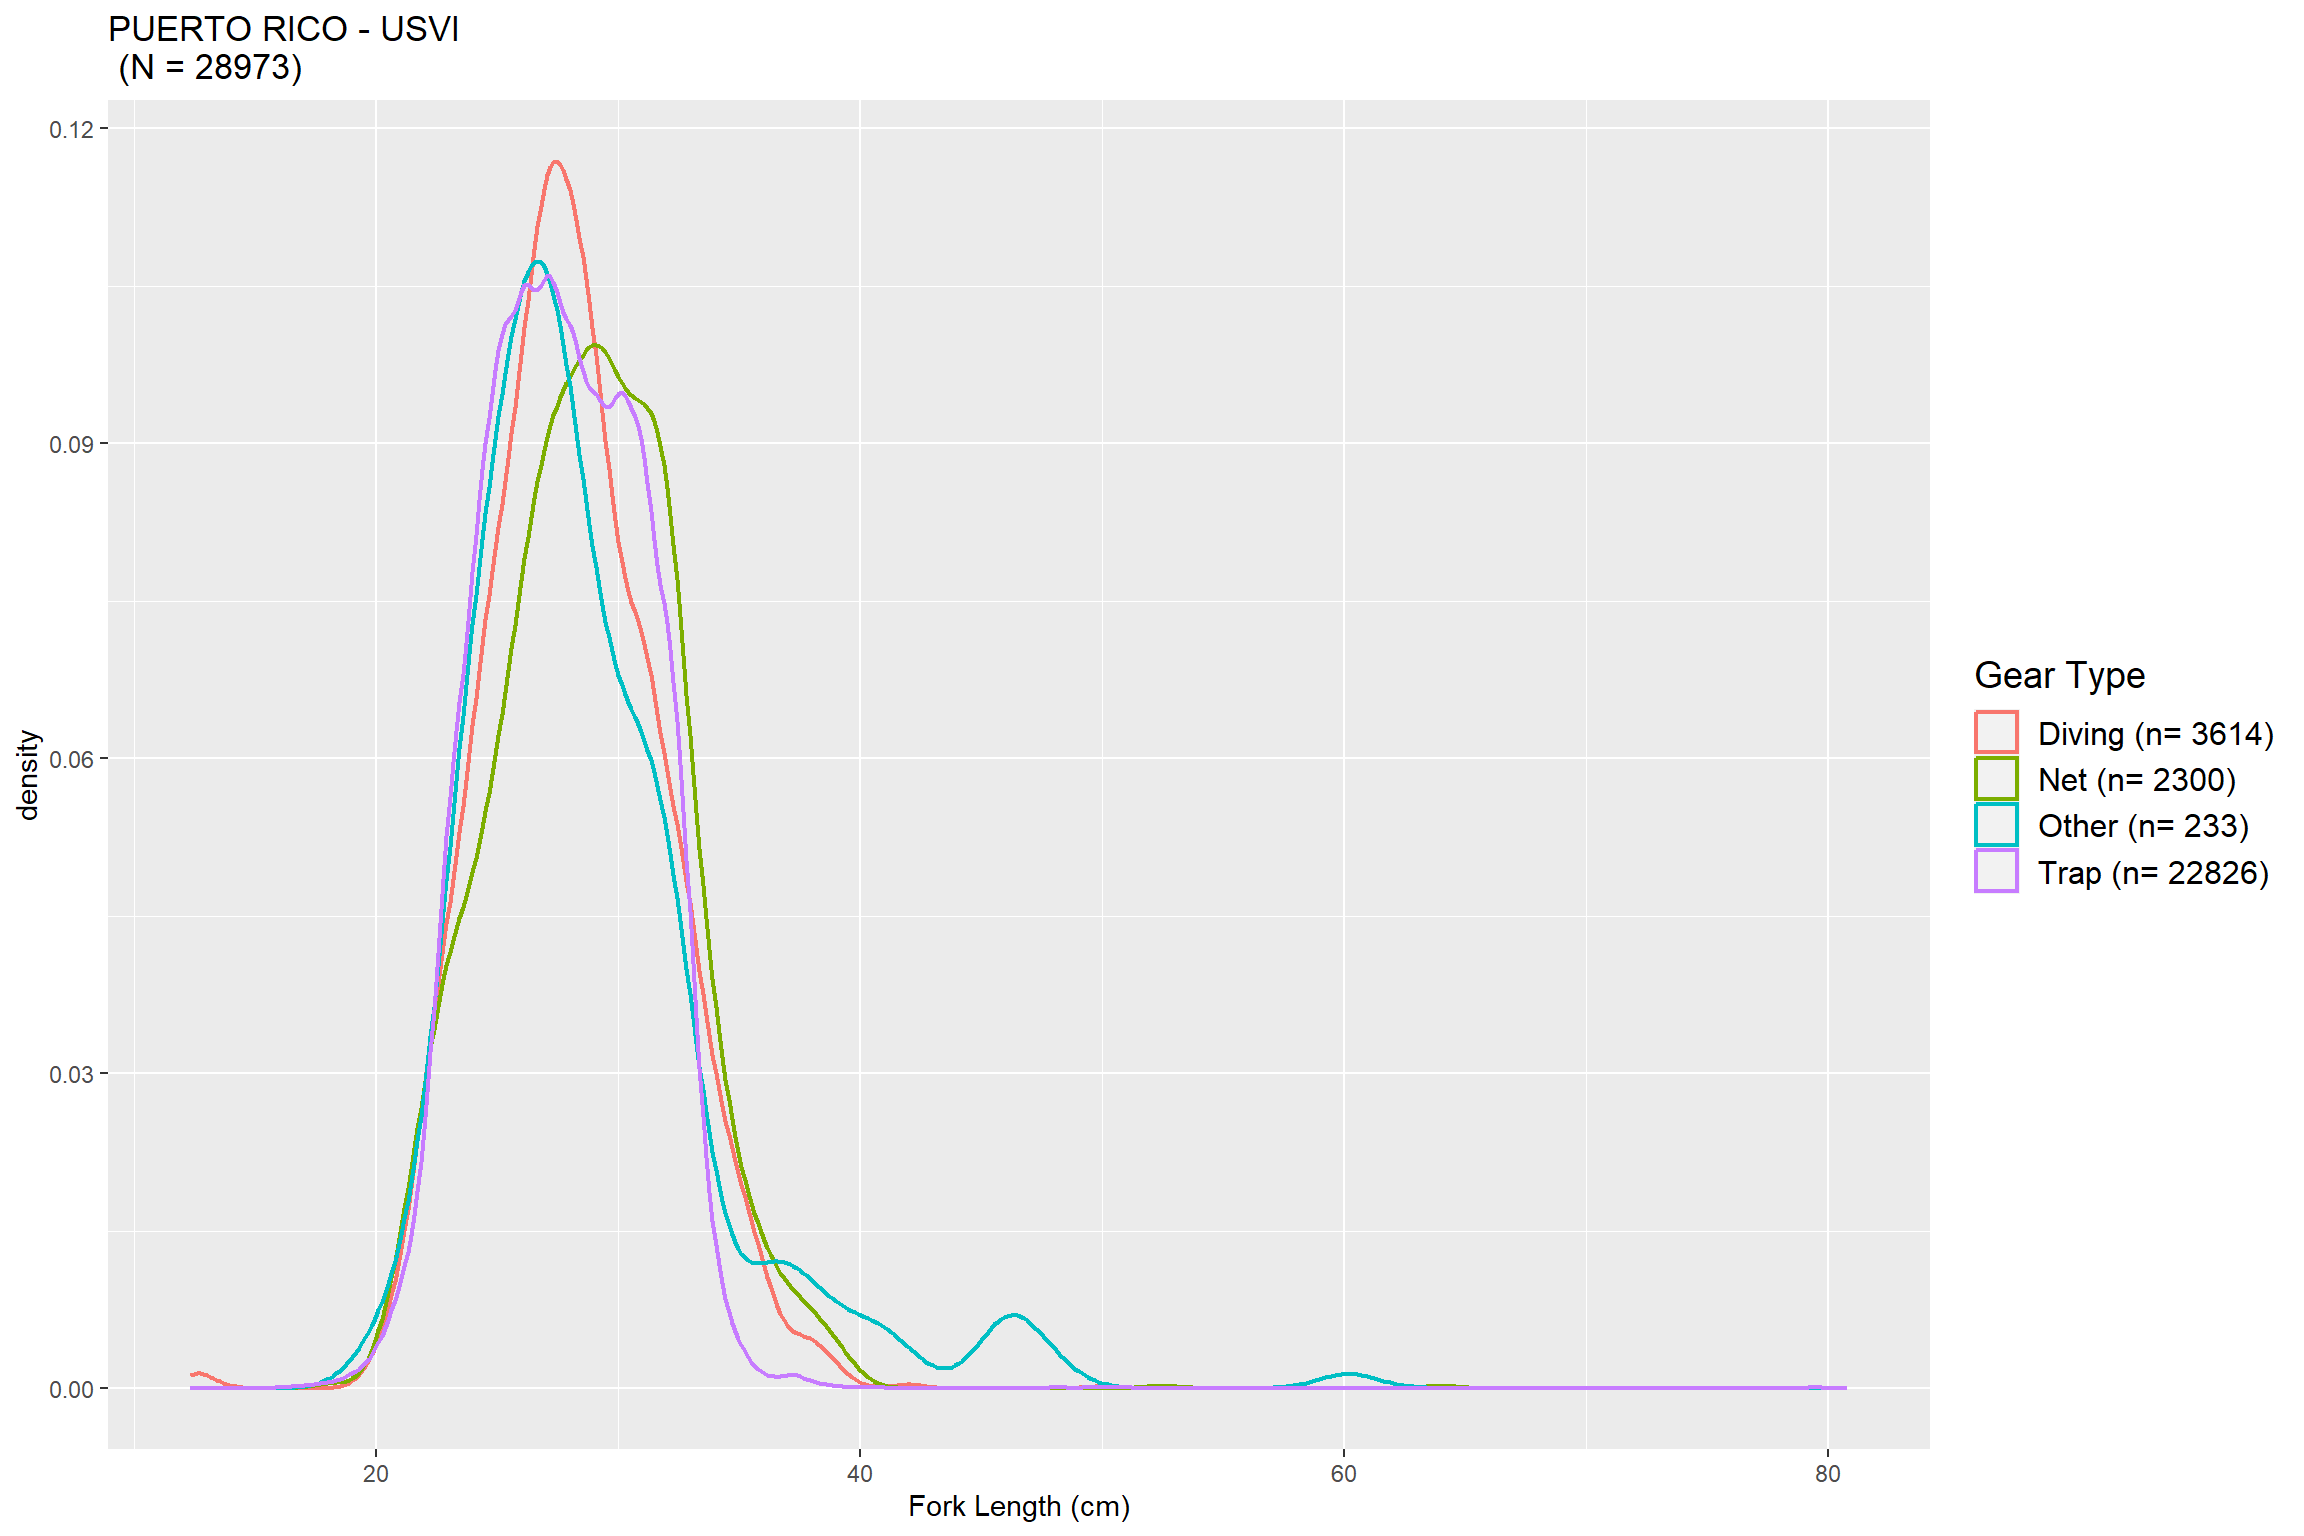 PUERTO RICO - USVI
(N = 28973)
0.12
0.09
0.06
0.03
0.00
density
20 40 60 80
Fork Length (cm)
Gear Type
Diving (n= 3614)
Net (n= 2300)
Other (n= 233)
Trap (n= 22826)